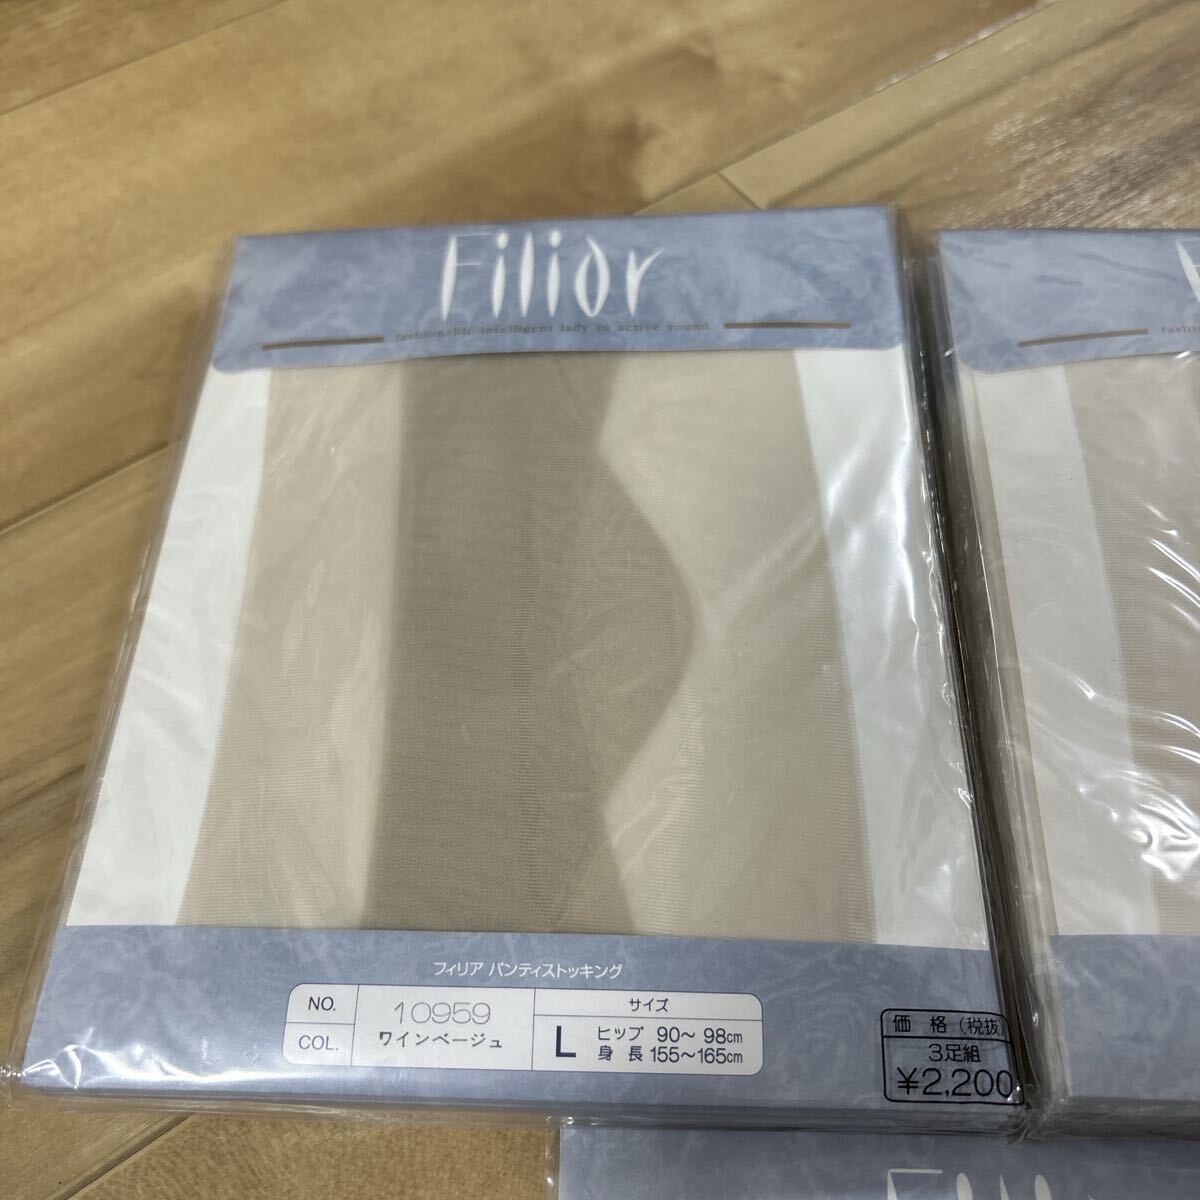 Filiar
fashionable intelligent lady in active round
フィリア パンティストッキング
NO. 10959
COL. ワインベージュ
サイズ
L ヒップ 90〜98cm
身長 155〜165cm
価格(税抜)
3足組
¥2,200
fashi